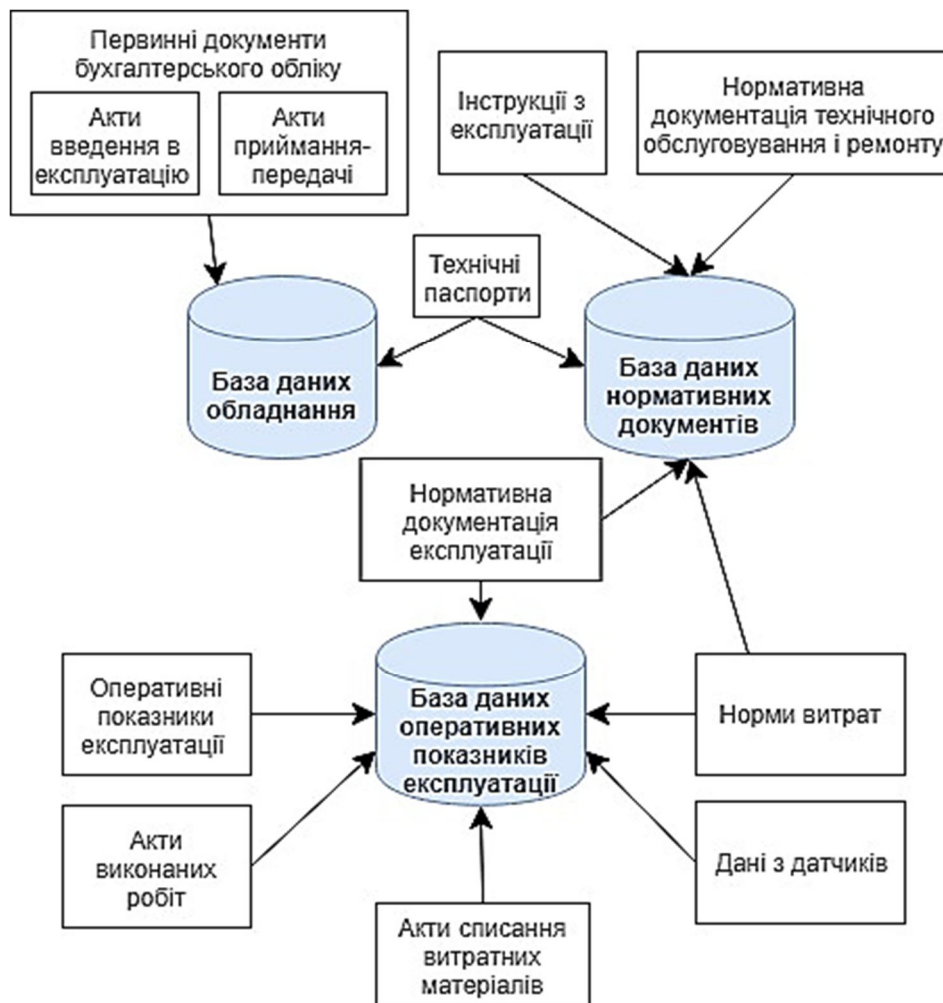 Первинні документи
бухгалтерського обліку
Акти
введення в
експлуатацію
Акти
приймання-
передачі
Інструкції з
експлуатації
Нормативна
документація технічного
обслуговування і ремонту
Технічні
паспорти
База даних
обладнання
База даних
нормативних
документів
Нормативна
документація
експлуатації
Оперативні
показники
експлуатації
База даних
оперативних
показників
експлуатації
Норми витрат
Акти
виконаних
робіт
Дані з датчиків
Акти списання
витратних
матеріалів